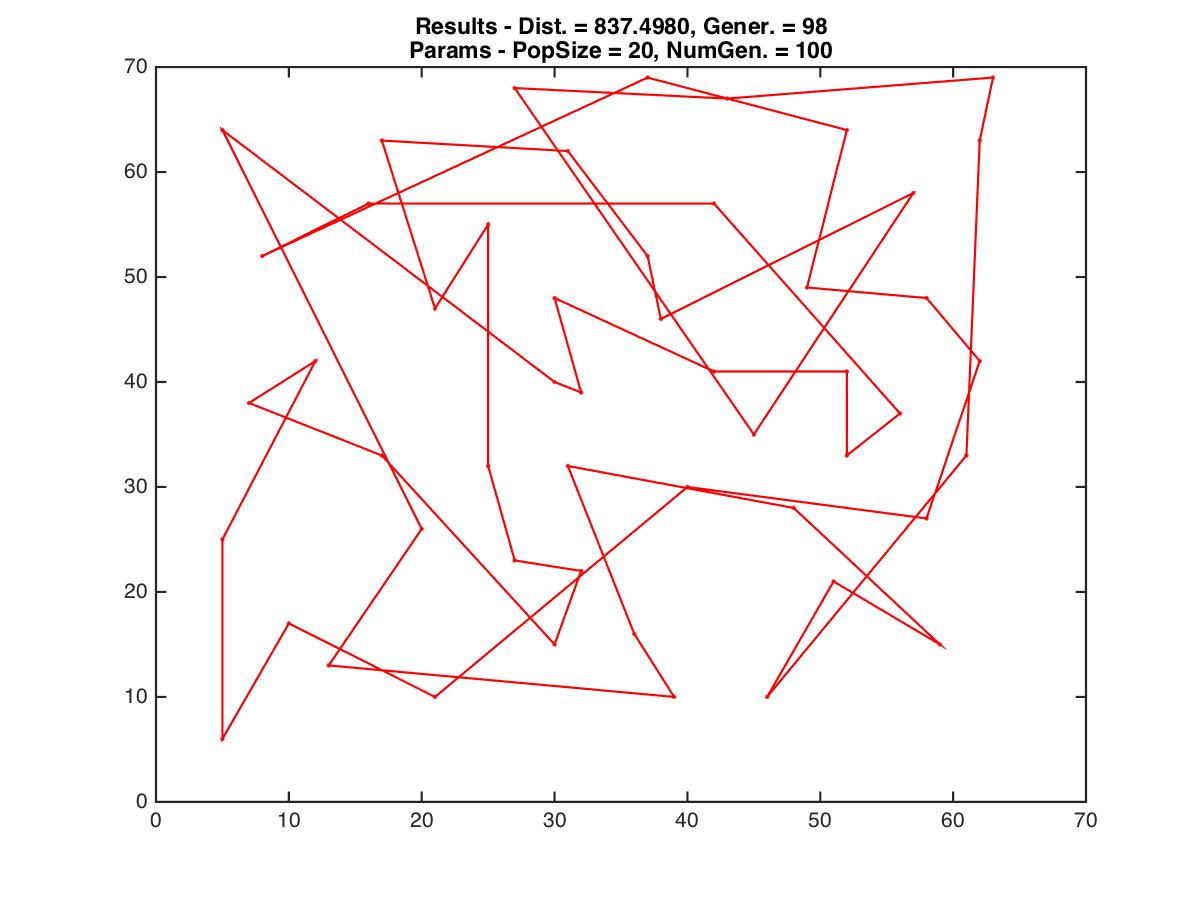 Results - Dist. = 837.4980, Gener. = 98
Params - PopSize = 20, NumGen. = 100
70
60
50
40
30
20
10
0
0 10 20 30 40 50 60 70